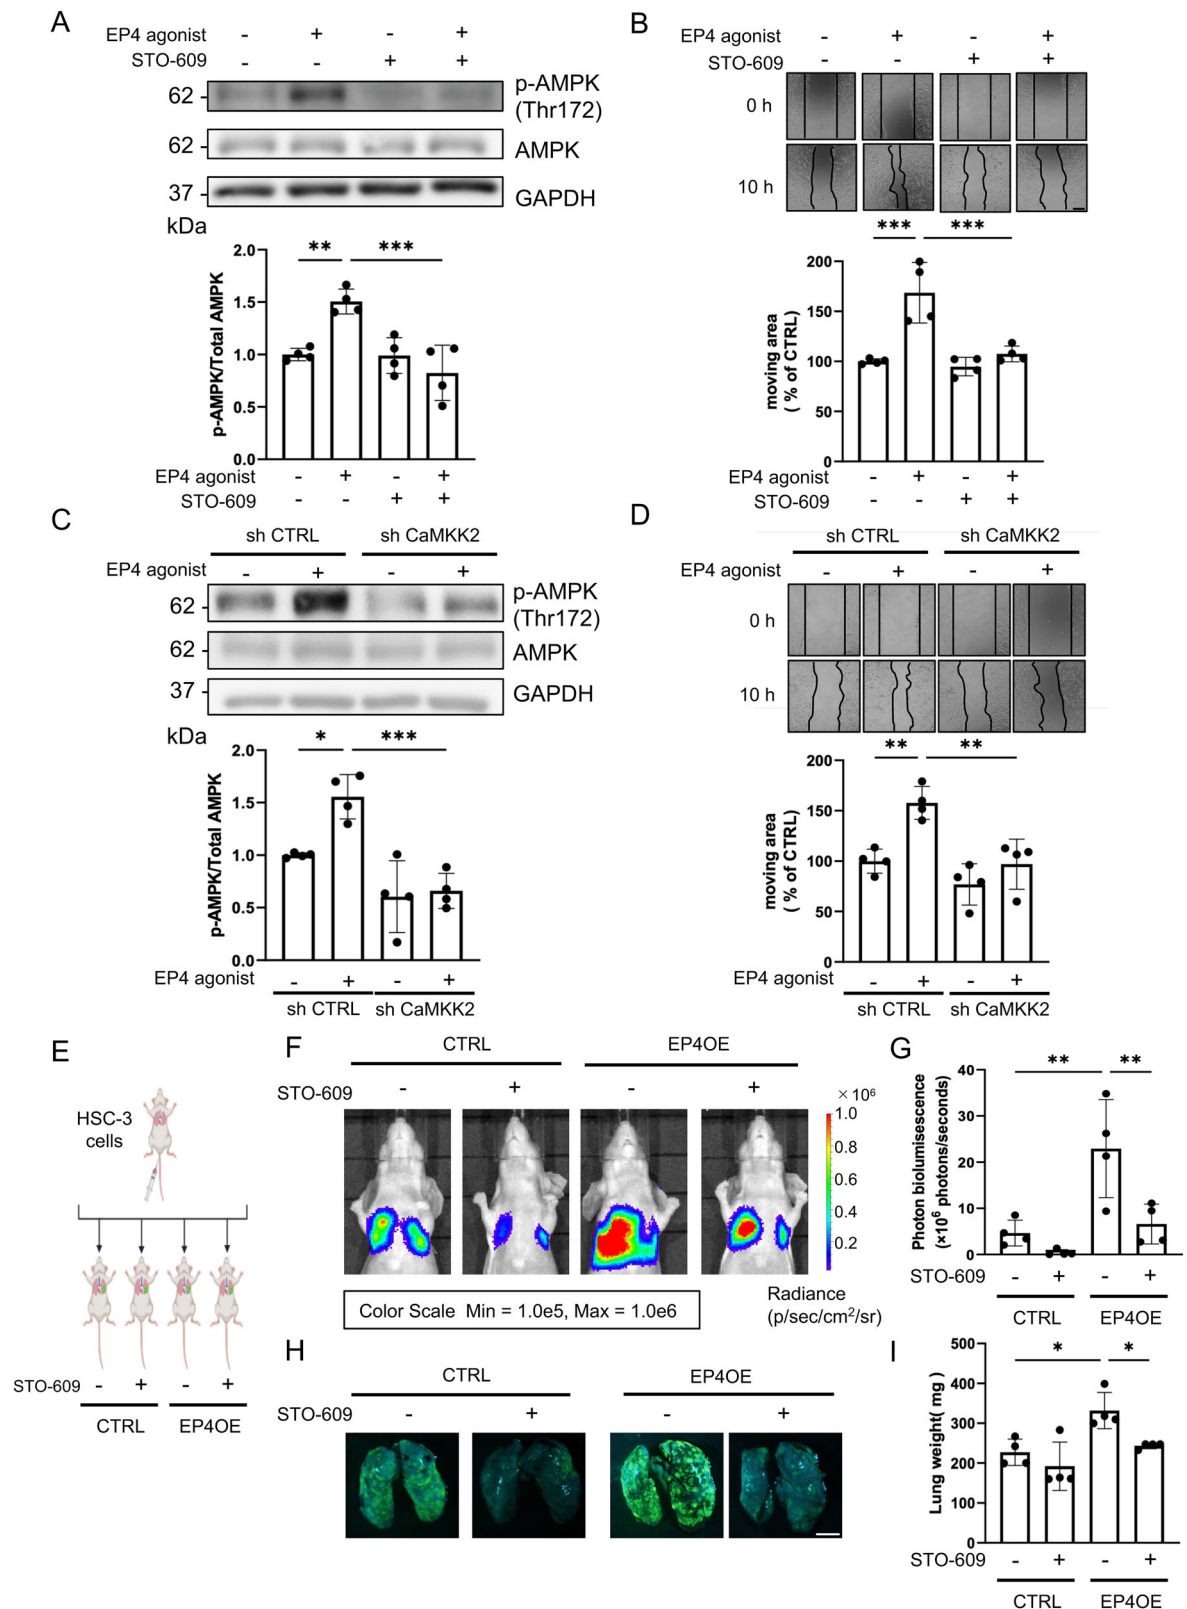 A
EP4 agonist - + - +
STO-609 - - + +
62 - p-AMPK
(Thr172)
62 - AMPK
37 - GAPDH
kDa
** ***
p-AMPK/Total AMPK
2.0
1.5
1.0
0.5
0.0
EP4 agonist - + - +
STO-609 - - + +
B
EP4 agonist - + - +
STO-609 - - + +
0 h
10 h
*** ***
moving area
( % of CTRL)
200
150
100
50
0
EP4 agonist - + - +
STO-609 - - + +
C
sh CTRL sh CaMKK2
EP4 agonist - + - +
62 - p-AMPK
(Thr172)
62 - AMPK
37 - GAPDH
kDa
* ***
p-AMPK/Total AMPK
2.0
1.5
1.0
0.5
0.0
EP4 agonist - + - +
sh CTRL sh CaMKK2
D
sh CTRL sh CaMKK2
EP4 agonist - + - +
0 h
10 h
** **
moving area
( % of CTRL)
200
150
100
50
0
EP4 agonist - + - +
sh CTRL sh CaMKK2
E
HSC-3
cells
STO-609 - + - +
CTRL EP4OE
F
CTRL EP4OE
STO-609 - + - +
×10⁶
1.0
0.8
0.6
0.4
0.2
Radiance
(p/sec/cm²/sr)
Color Scale Min = 1.0e5, Max = 1.0e6
G
** **
Photon biolumisescence
(×10⁶ photons/seconds)
40
30
20
10
0
STO-609 - + - +
CTRL EP4OE
H
CTRL EP4OE
STO-609 - + - +
I
* *
Lung weight( mg )
500
400
300
200
100
0
STO-609 - + - +
CTRL EP4OE